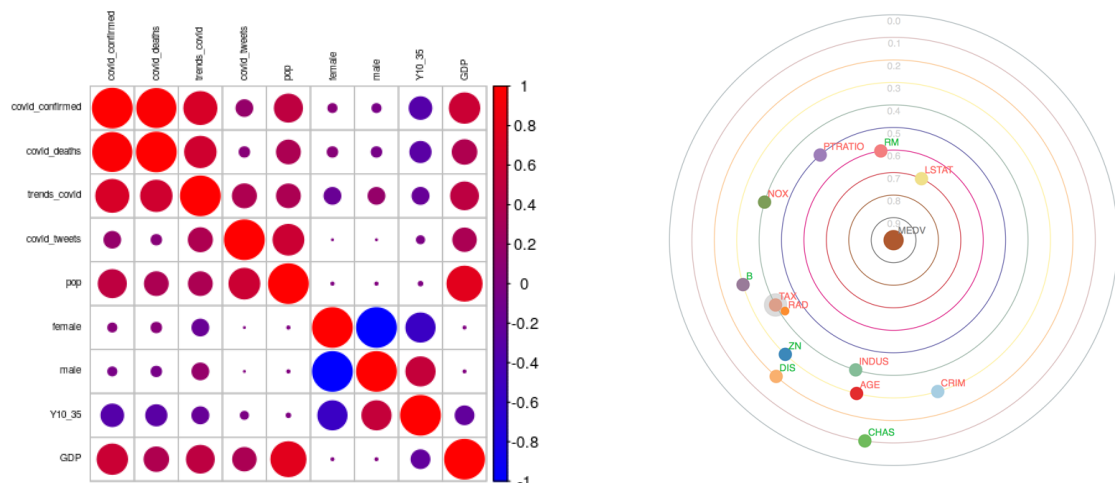 covid_confirmed
covid_deaths
trends_covid
covid_tweets
pop
female
male
Y10_35
GDP
covid_confirmed
covid_deaths
trends_covid
covid_tweets
pop
female
male
Y10_35
GDP
1
0.8
0.6
0.4
0.2
0
-0.2
-0.4
-0.6
-0.8
-1
0.0
0.1
0.2
0.3
0.4
0.5
0.6
0.7
0.8
0.9
PTRATIO
RM
LSTAT
NOX
MEDV
B
TAX
RAD
ZN
DIS
INDUS
AGE
CRIM
CHAS